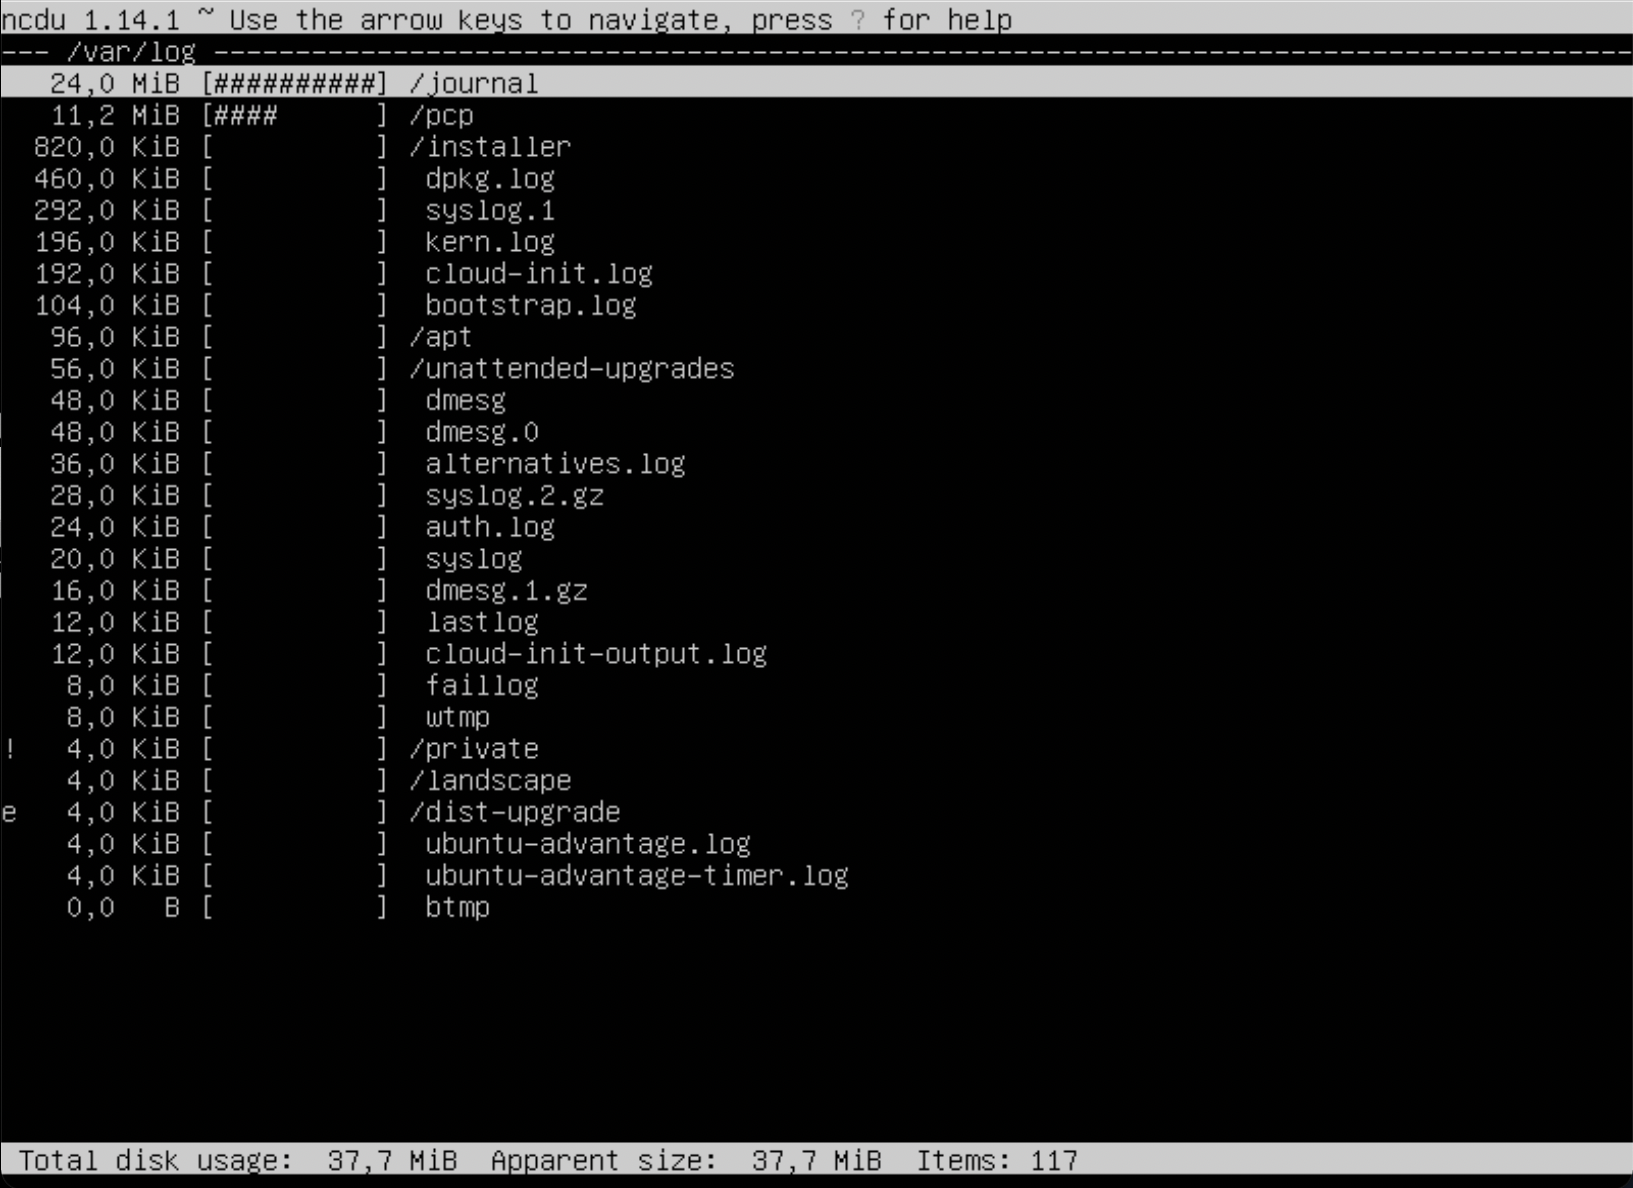 ncdu 1.14.1 ~ Use the arrow keys to navigate, press ? for help
--- /var/log ---------------------------------------------------------------------------------------
   24,0 MiB [##########] /journal
   11,2 MiB [####      ] /pcp
  820,0 KiB [          ] /installer
  460,0 KiB [          ]  dpkg.log
  292,0 KiB [          ]  syslog.1
  196,0 KiB [          ]  kern.log
  192,0 KiB [          ]  cloud-init.log
  104,0 KiB [          ]  bootstrap.log
   96,0 KiB [          ] /apt
   56,0 KiB [          ] /unattended-upgrades
   48,0 KiB [          ]  dmesg
   48,0 KiB [          ]  dmesg.0
   36,0 KiB [          ]  alternatives.log
   28,0 KiB [          ]  syslog.2.gz
   24,0 KiB [          ]  auth.log
   20,0 KiB [          ]  syslog
   16,0 KiB [          ]  dmesg.1.gz
   12,0 KiB [          ]  lastlog
   12,0 KiB [          ]  cloud-init-output.log
    8,0 KiB [          ]  faillog
    8,0 KiB [          ]  wtmp
!   4,0 KiB [          ] /private
    4,0 KiB [          ] /landscape
e   4,0 KiB [          ] /dist-upgrade
    4,0 KiB [          ]  ubuntu-advantage.log
    4,0 KiB [          ]  ubuntu-advantage-timer.log
    0,0   B [          ]  btmp
Total disk usage:  37,7 MiB  Apparent size:  37,7 MiB  Items: 117